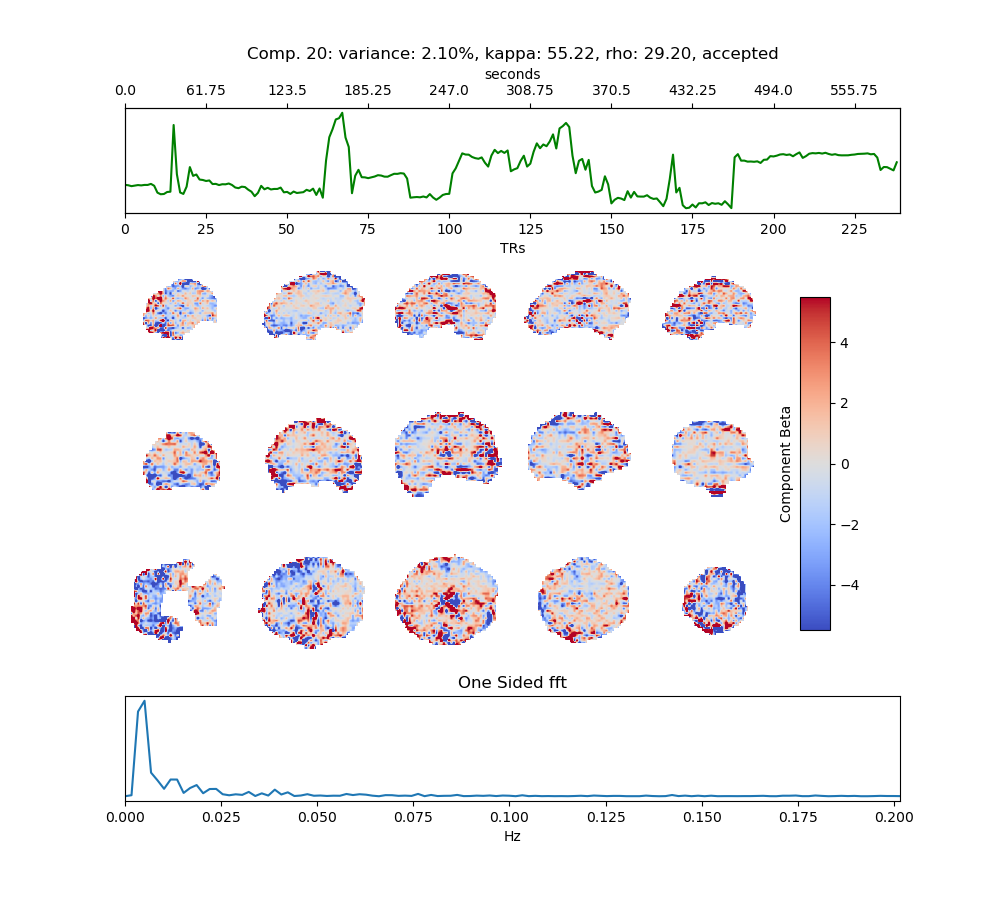 Comp. 20: variance: 2.10%, kappa: 55.22, rho: 29.20, accepted
seconds
0.0 61.75 123.5 185.25 247.0 308.75 370.5 432.25 494.0 555.75
0 25 50 75 100 125 150 175 200 225
TRs
4
2
0
−2
−4
Component Beta
One Sided fft
0.000 0.025 0.050 0.075 0.100 0.125 0.150 0.175 0.200
Hz